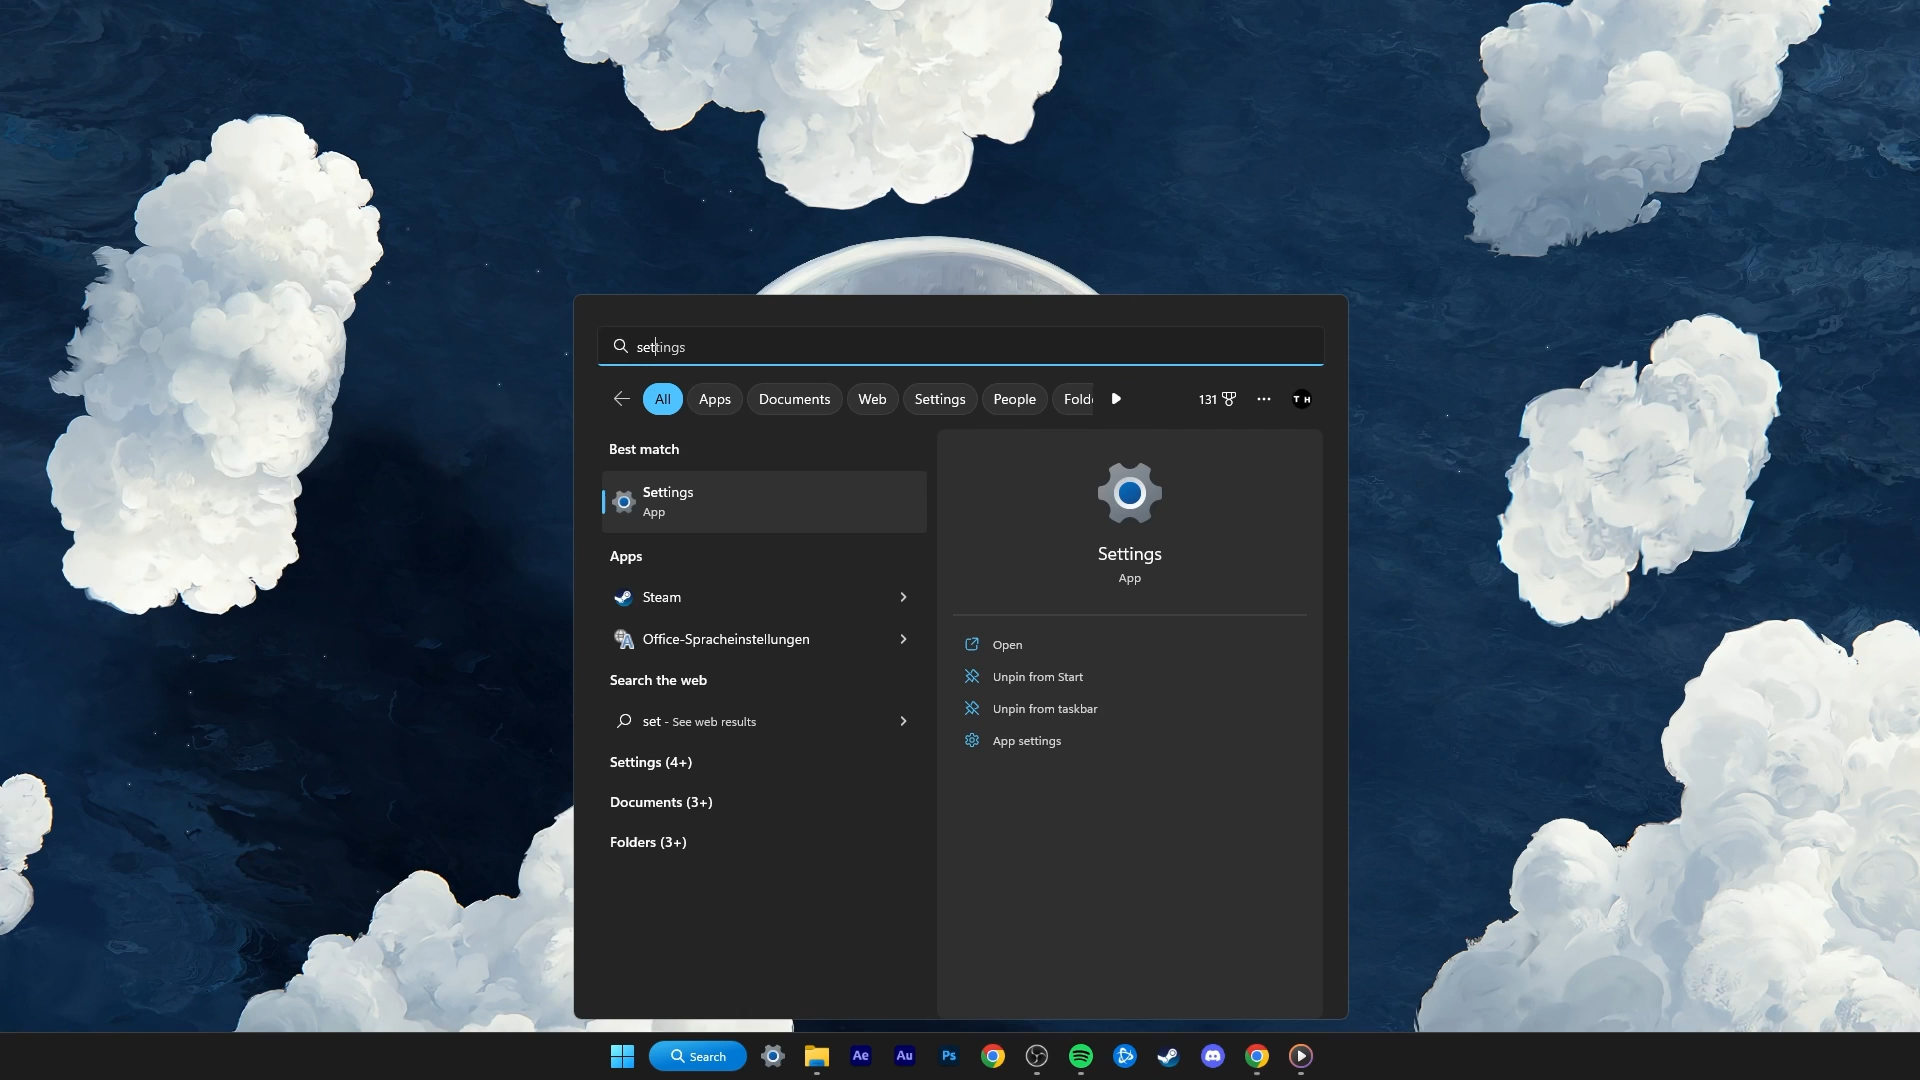 settings
All Apps Documents Web Settings People Fold 131 T H
Best match
Settings
App
Apps
Steam
Office-Spracheinstellungen
Search the web
set - See web results
Settings (4+)
Documents (3+)
Folders (3+)
Settings
App
Open
Unpin from Start
Unpin from taskbar
App settings
Search Ae Au Ps